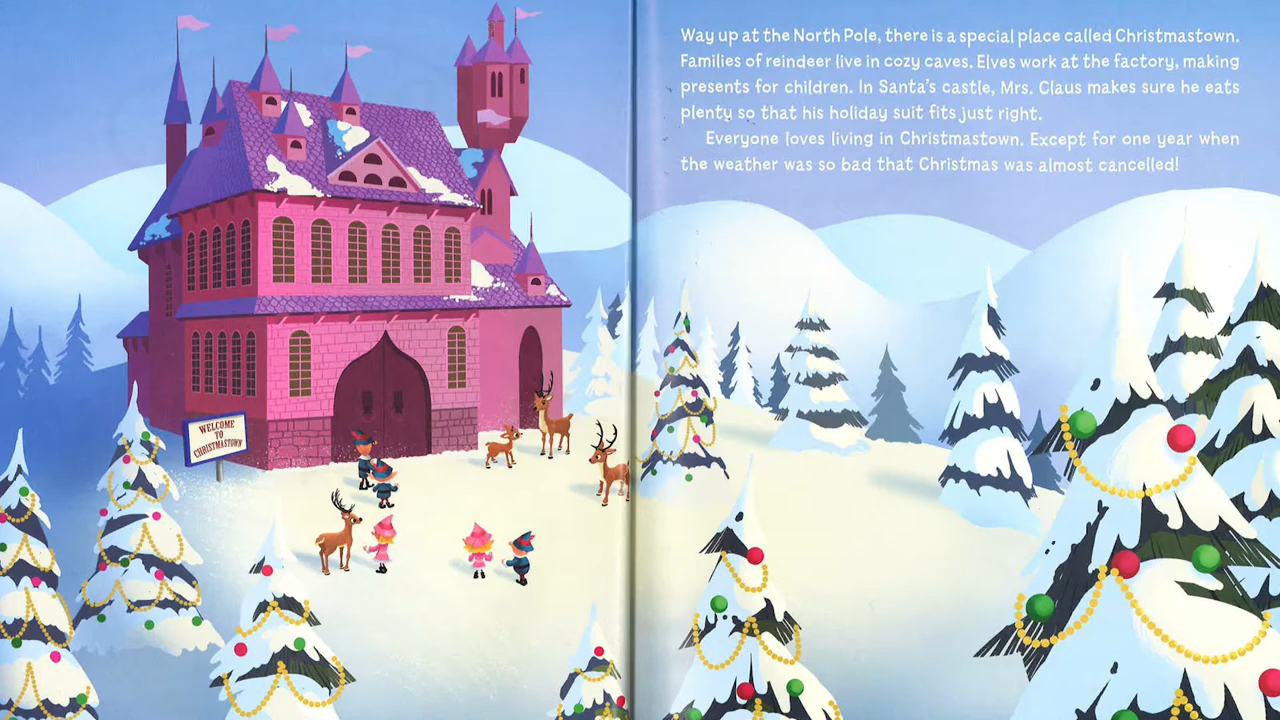 WELCOME
TO
CHRISTMASTOWN
Way up at the North Pole, there is a special place called Christmastown.
Families of reindeer live in cozy caves. Elves work at the factory, making
presents for children. In Santa's castle, Mrs. Claus makes sure he eats
plenty so that his holiday suit fits just right.
Everyone loves living in Christmastown. Except for one year when
the weather was so bad that Christmas was almost cancelled!